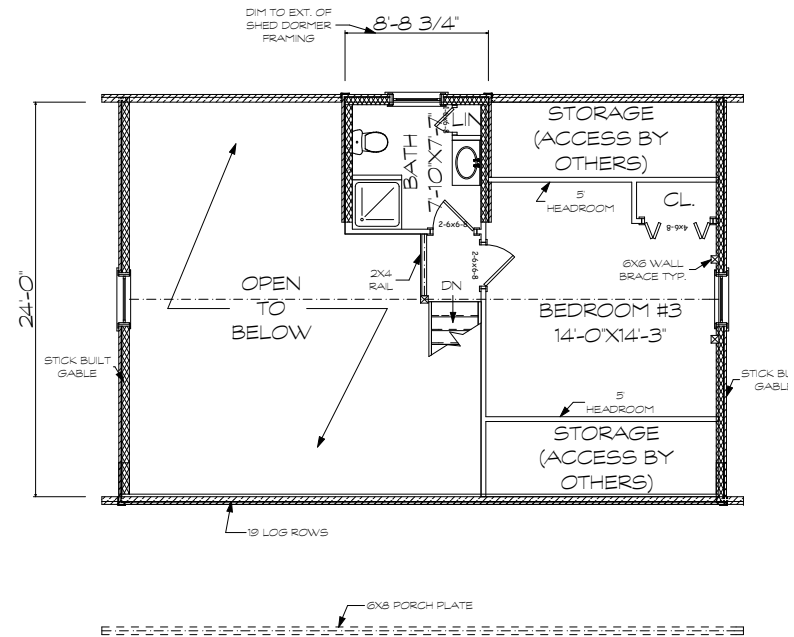 DIM TO EXT. OF
SHED DORMER
FRAMING
8'-8 3/4"
24'-0"
LIN
BATH
7'-10"X7'-7"
STORAGE
(ACCESS BY
OTHERS)
5'
HEADROOM
CL.
4x6-8
2-6x6-8
2-6x6-8
6X6 WALL
BRACE TYP.
2X4
RAIL
DN
OPEN
TO
BELOW
BEDROOM #3
14'-0"X14'-3"
STICK BUILT
GABLE
5'
HEADROOM
STORAGE
(ACCESS BY
OTHERS)
19 LOG ROWS
6X8 PORCH PLATE